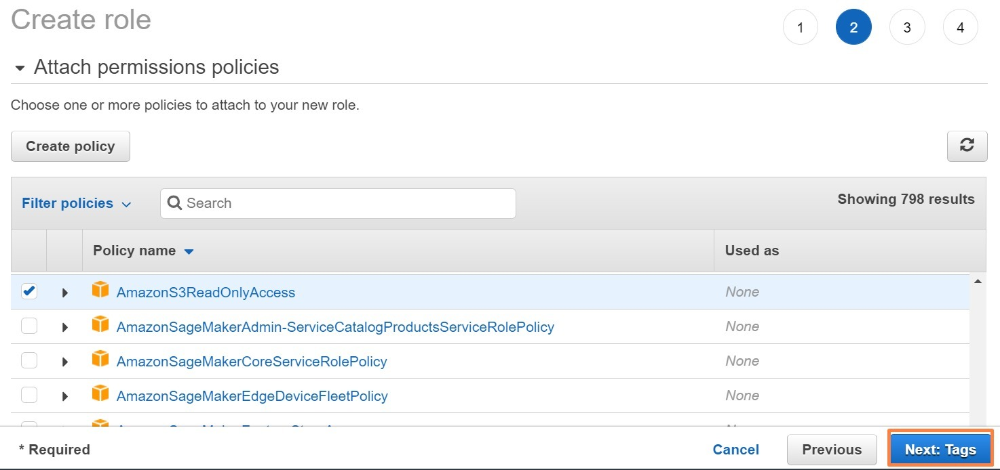 Create role
1 2 3 4
Attach permissions policies
Choose one or more policies to attach to your new role.
Create policy
Filter policies Search Showing 798 results
Policy name Used as
AmazonS3ReadOnlyAccess None
AmazonSageMakerAdmin-ServiceCatalogProductsServiceRolePolicy None
AmazonSageMakerCoreServiceRolePolicy None
AmazonSageMakerEdgeDeviceFleetPolicy None
* Required Cancel Previous Next: Tags